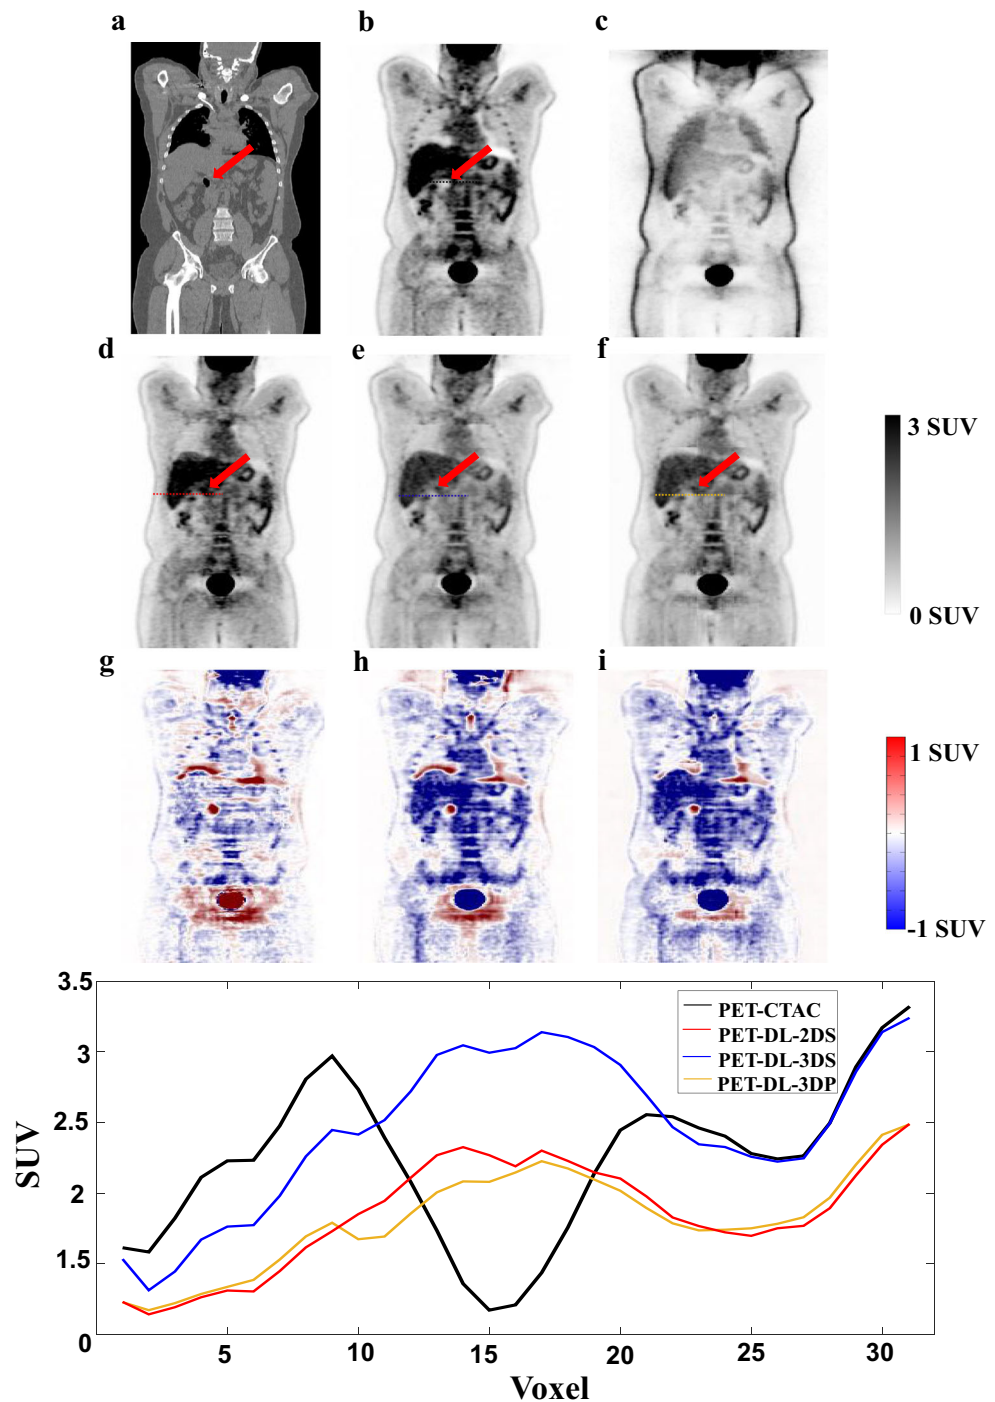 a
b
c
d
e
f
3 SUV
0 SUV
g
h
i
1 SUV
-1 SUV
3.5
3
2.5
2
1.5
0
SUV
PET-CTAC
PET-DL-2DS
PET-DL-3DS
PET-DL-3DP
5
10
15
20
25
30
Voxel